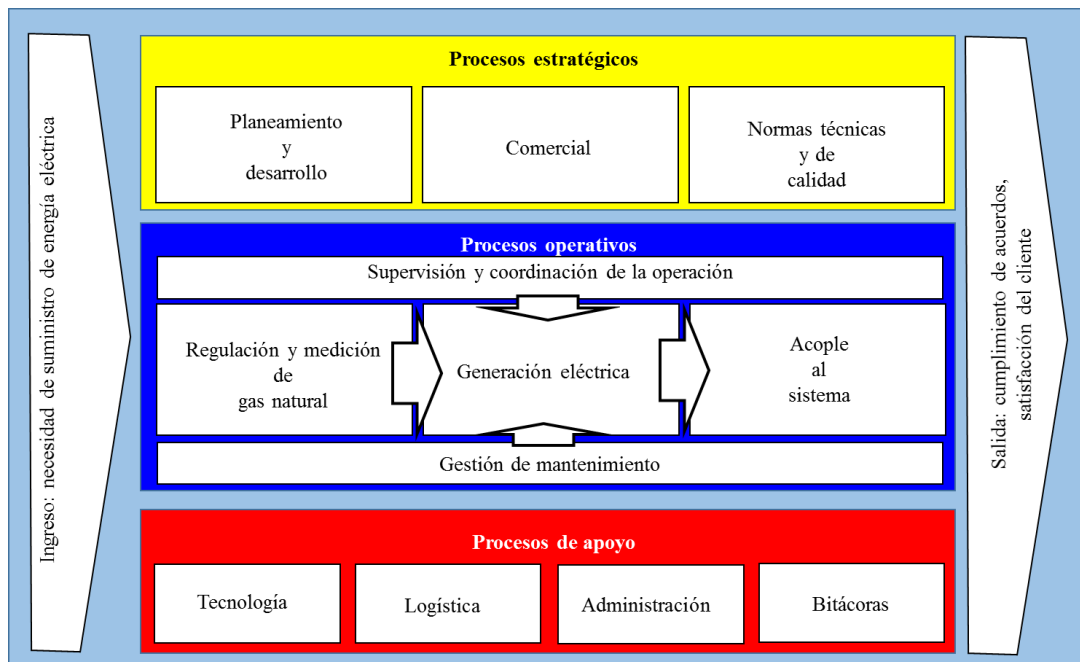 Ingreso: necesidad de suministro de energía eléctrica
Procesos estratégicos
Planeamiento
y
desarrollo
Comercial
Normas técnicas
y de
calidad
Procesos operativos
Supervisión y coordinación de la operación
Regulación y medición
de
gas natural
Generación eléctrica
Acople
al
sistema
Gestión de mantenimiento
Procesos de apoyo
Tecnología
Logística
Administración
Bitácoras
Salida: cumplimiento de acuerdos,
satisfacción del cliente